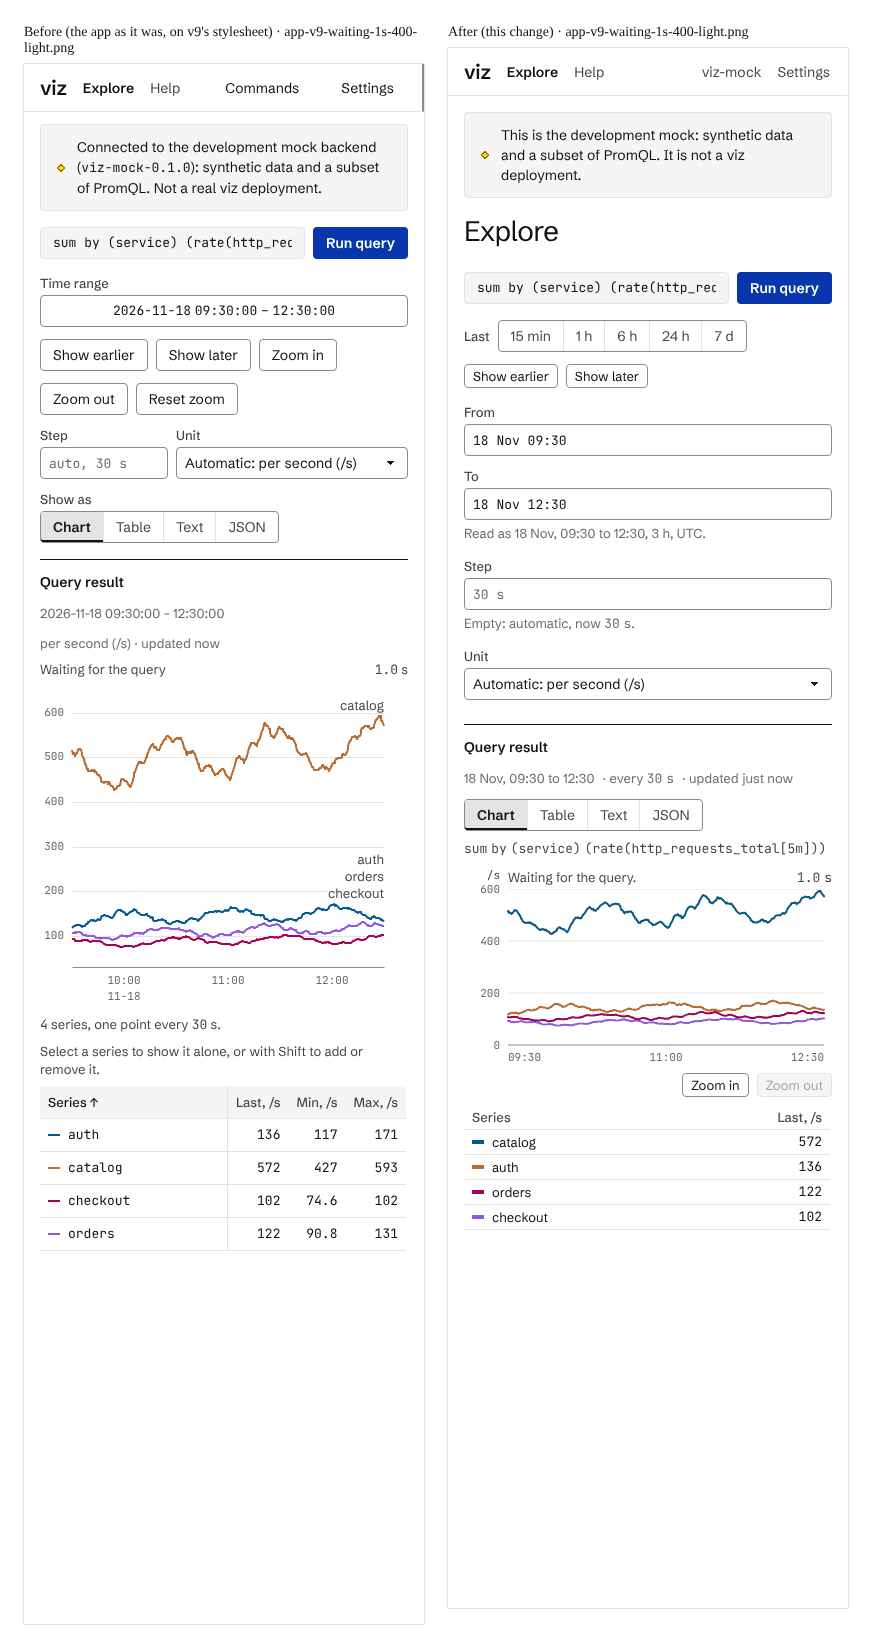 Before (the app as it was, on v9's stylesheet) · app-v9-waiting-1s-400-
light.png
viz Explore Help Commands Settings
Connected to the development mock backend
(viz-mock-0.1.0): synthetic data and a subset
of PromQL. Not a real viz deployment.
sum by (service) (rate(http_rec Run query
Time range
2026-11-18 09:30:00 – 12:30:00
Show earlier Show later Zoom in
Zoom out Reset zoom
Step Unit
auto, 30 s Automatic: per second (/s)
Show as
Chart Table Text JSON
Query result
2026-11-18 09:30:00 – 12:30:00
per second (/s) · updated now
Waiting for the query 1.0 s
catalog
600
500
400
300
auth
orders
200 checkout
100
10:00 11:00 12:00
11-18
4 series, one point every 30 s.
Select a series to show it alone, or with Shift to add or
remove it.
Series ↑ Last, /s Min, /s Max, /s
auth 136 117 171
catalog 572 427 593
checkout 102 74.6 102
orders 122 90.8 131
After (this change) · app-v9-waiting-1s-400-light.png
viz Explore Help viz-mock Settings
This is the development mock: synthetic data
and a subset of PromQL. It is not a viz
deployment.
Explore
sum by (service) (rate(http_rec Run query
Last 15 min 1 h 6 h 24 h 7 d
Show earlier Show later
From
18 Nov 09:30
To
18 Nov 12:30
Read as 18 Nov, 09:30 to 12:30, 3 h, UTC.
Step
30 s
Empty: automatic, now 30 s.
Unit
Automatic: per second (/s)
Query result
18 Nov, 09:30 to 12:30 · every 30 s · updated just now
Chart Table Text JSON
sum by (service) (rate(http_requests_total[5m]))
/s Waiting for the query. 1.0 s
600
400
200
0
09:30 11:00 12:30
Zoom in Zoom out
Series Last, /s
catalog 572
auth 136
orders 122
checkout 102